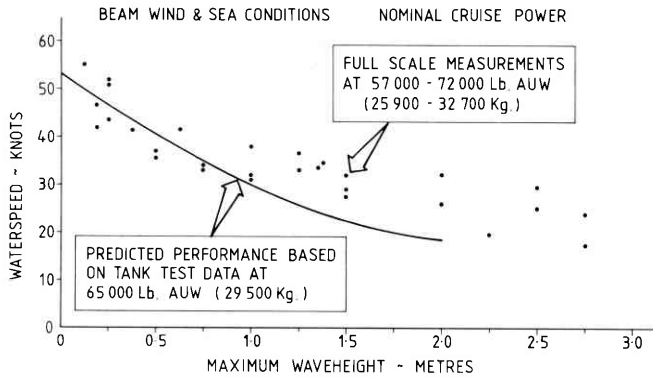 BEAM WIND & SEA CONDITIONS NOMINAL CRUISE POWER
60
50
40
30
20
10
0
WATERSPEED ~ KNOTS
FULL SCALE MEASUREMENTS
AT 57 000 - 72 000 Lb. AUW
(25 900 - 32 700 Kg.)
PREDICTED PERFORMANCE BASED
ON TANK TEST DATA AT
65 000 Lb. AUW (29 500 Kg.)
0 0·5 1·0 1·5 2·0 2·5 3·0
MAXIMUM WAVEHEIGHT ~ METRES